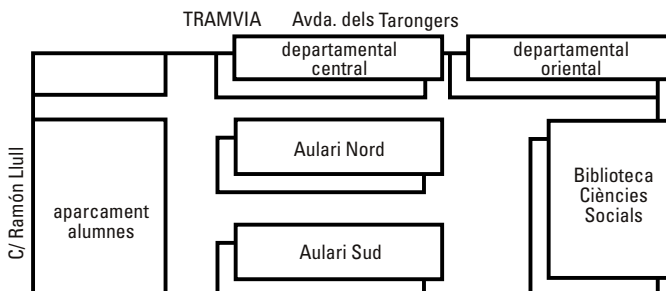 TRAMVIA Avda. dels Tarongers
departamental
central
departamental
oriental
C/ Ramón Llull
Aulari Nord
aparcament
alumnes
Biblioteca
Ciències
Socials
Aulari Sud